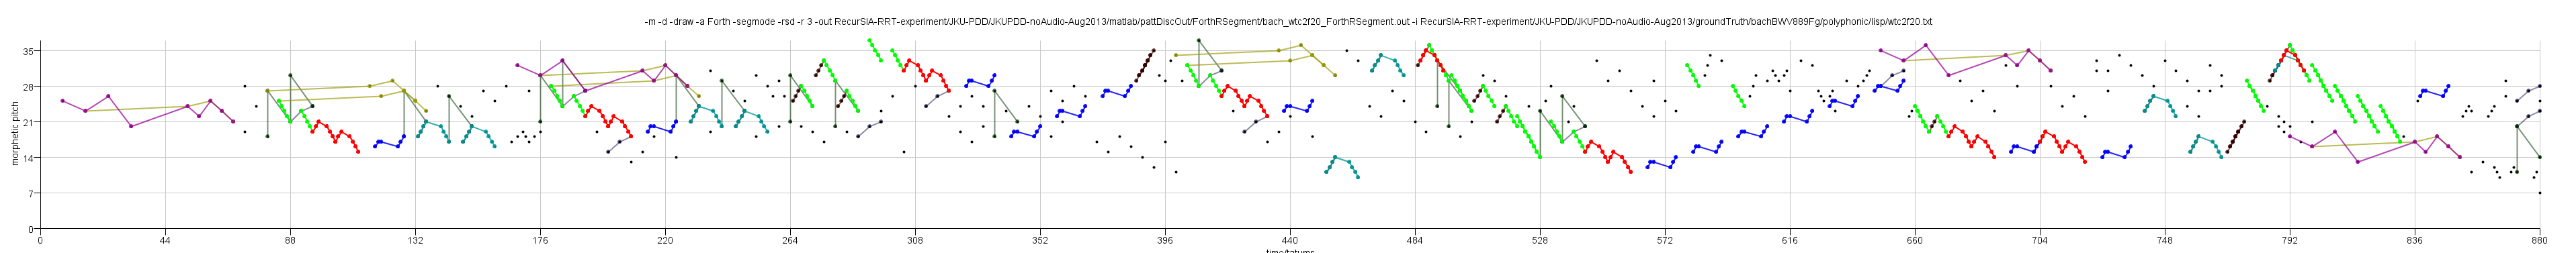 -m -d -draw -a Forth -segmode -rsd -r 3 -out RecurSIA-RRT-experiment/JKU-PDD/JKUPDD-noAudio-Aug2013/matlab/pattDiscOut/ForthRSegment/bach_wtc2f20_ForthRSegment.out -i RecurSIA-RRT-experiment/JKU-PDD/JKUPDD-noAudio-Aug2013/groundTruth/bachBWV889Fg/polyphonic/lisp/wtc2f20.txt
35
28
21
14
7
0
morphetic pitch
0 44 88 132 176 220 264 308 352 396 440 484 528 572 616 660 704 748 792 836 880
time/tatums